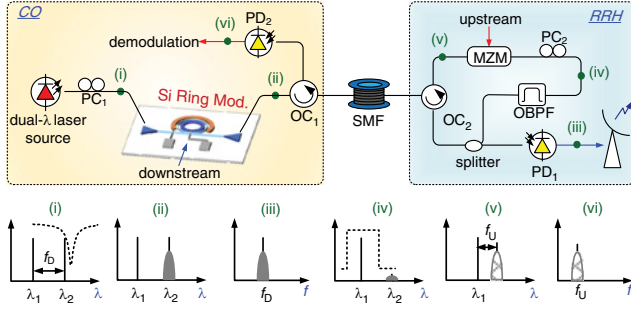 CO
RRH
(vi)
PD2
demodulation
upstream
(v)
MZM
PC2
(i)
PC1
Si Ring Mod.
(ii)
OC1
SMF
OC2
OBPF
(iv)
dual-λ laser
source
downstream
splitter
PD1
(iii)
(i)
fD
λ1
λ2
λ
(ii)
λ1
λ2
λ
(iii)
fD
f
(iv)
λ1
λ2
λ
(v)
fU
λ1
λ
(vi)
fU
f